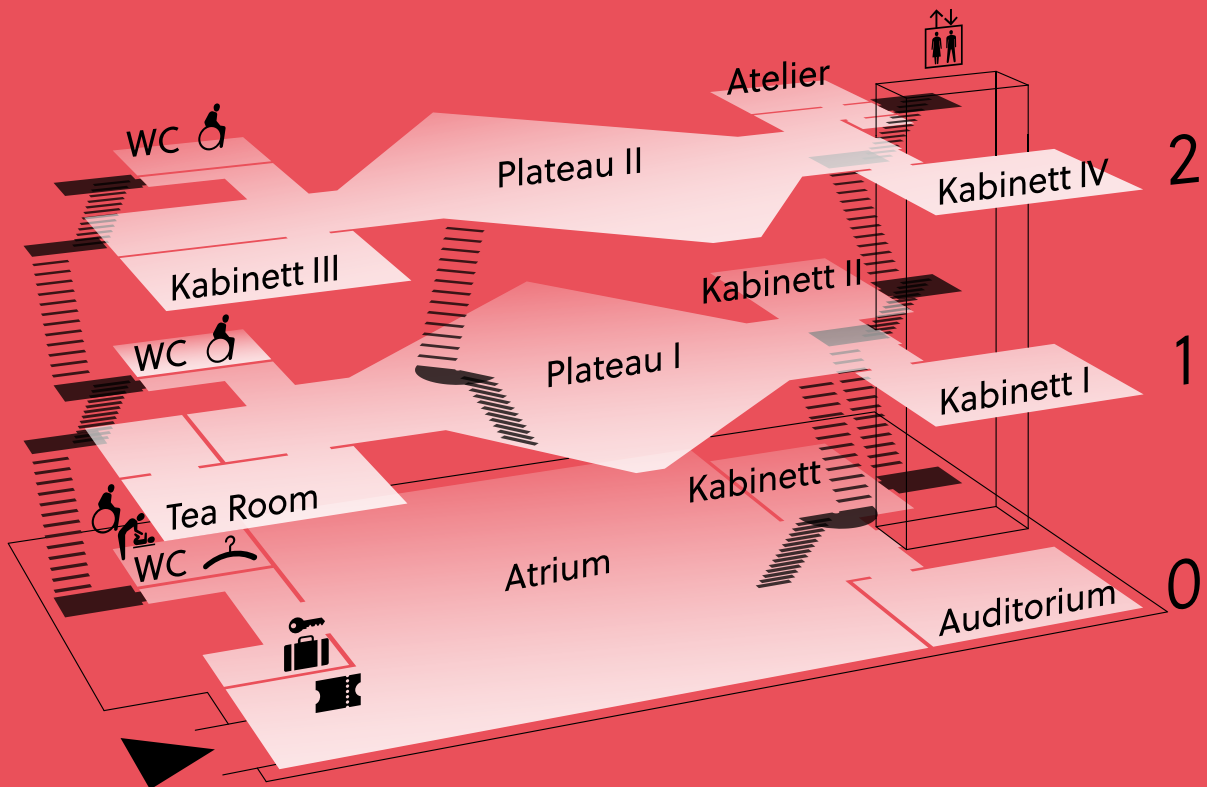 Atelier
WC
Plateau II
Kabinett IV
2
Kabinett III
Kabinett II
WC
Plateau I
Kabinett I
1
Kabinett
Tea Room
WC
Atrium
Auditorium
0